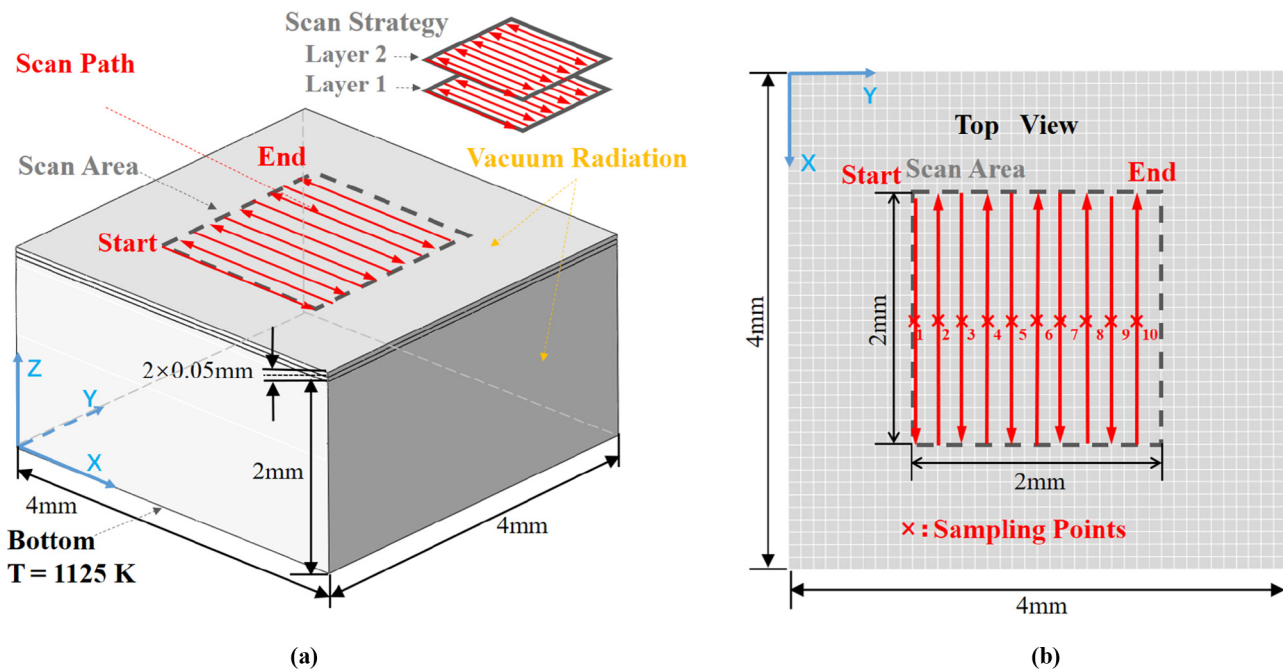 Scan Strategy
Layer 2
Layer 1
Scan Path
Scan Area
End
Vacuum Radiation
Start
2×0.05mm
Z
Y
X
2mm
4mm
4mm
Bottom
T = 1125 K
(a)
Y
X
Top View
Start
Scan Area
End
4mm
2mm
1 2 3 4 5 6 7 8 9 10
2mm
×:Sampling Points
4mm
(b)